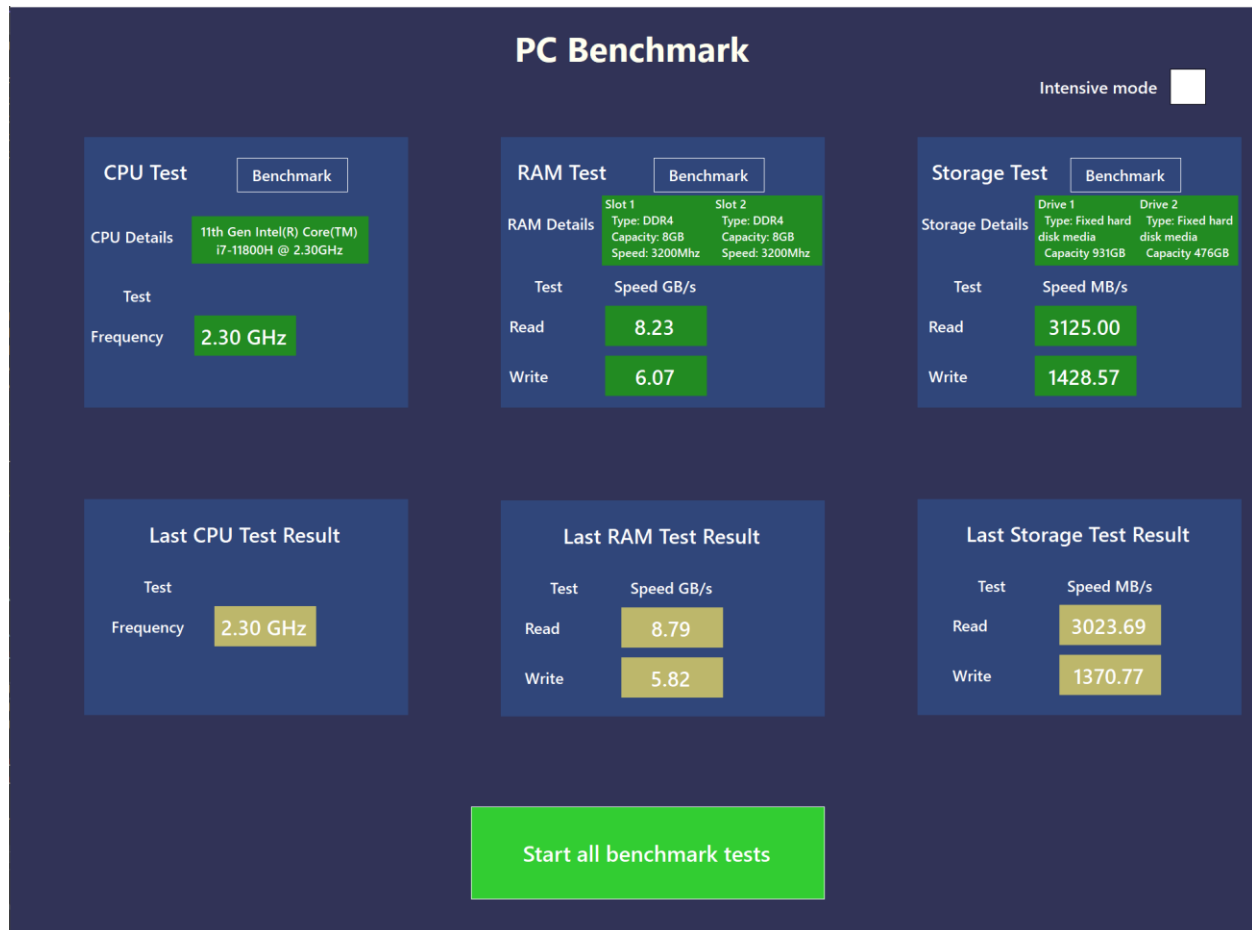 PC Benchmark
Intensive mode
CPU Test
Benchmark
CPU Details
11th Gen Intel(R) Core(TM)
i7-11800H @ 2.30GHz
Test
Frequency
2.30 GHz
RAM Test
Benchmark
RAM Details
Slot 1
Type: DDR4
Capacity: 8GB
Speed: 3200Mhz
Slot 2
Type: DDR4
Capacity: 8GB
Speed: 3200Mhz
Test
Speed GB/s
Read
8.23
Write
6.07
Storage Test
Benchmark
Storage Details
Drive 1
Type: Fixed hard
disk media
Capacity 931GB
Drive 2
Type: Fixed hard
disk media
Capacity 476GB
Test
Speed MB/s
Read
3125.00
Write
1428.57
Last CPU Test Result
Test
Frequency
2.30 GHz
Last RAM Test Result
Test
Speed GB/s
Read
8.79
Write
5.82
Last Storage Test Result
Test
Speed MB/s
Read
3023.69
Write
1370.77
Start all benchmark tests